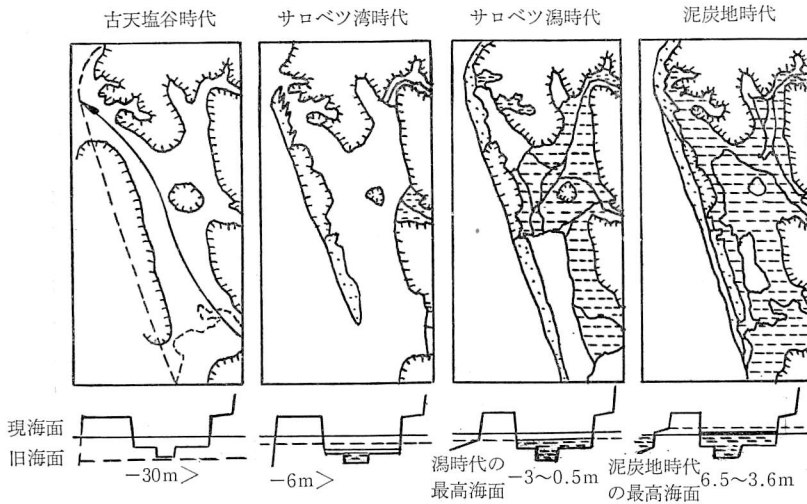 古天塩谷時代
サロベツ湾時代
サロベツ潟時代
泥炭地時代
現海面
旧海面
−30m>
−6m>
潟時代の
最高海面
−3〜0.5m
泥炭地時代
の最高海面
6.5〜3.6m